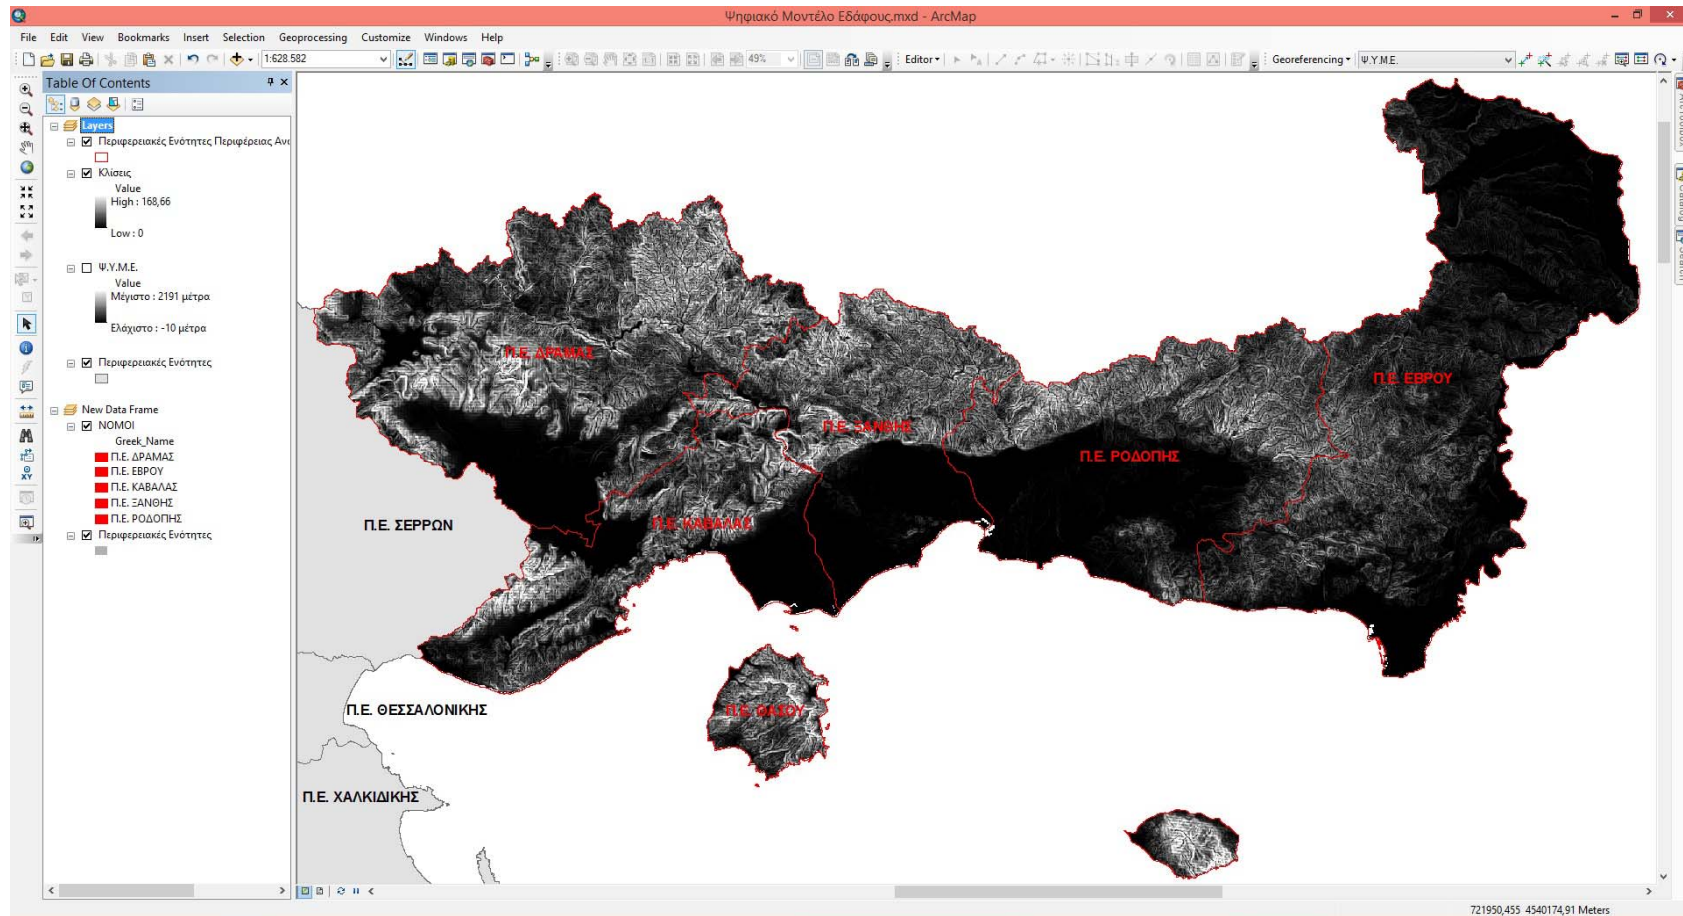 Ψηφιακό Μοντέλο Εδάφους.mxd - ArcMap
File Edit View Bookmarks Insert Selection Geoprocessing Customize Windows Help
1:628.582
49%
Editor
Georeferencing
Ψ.Υ.Μ.Ε.
Table Of Contents
Layers
Περιφερειακές Ενότητες Περιφέρειας
Κλίσεις
Value
High : 168,66
Low : 0
Ψ.Υ.Μ.Ε.
Value
Μέγιστο : 2191 μέτρα
Ελάχιστο : -10 μέτρα
Περιφερειακές Ενότητες
New Data Frame
ΝΟΜΟΙ
Greek_Name
Π.Ε. ΔΡΑΜΑΣ
Π.Ε. ΕΒΡΟΥ
Π.Ε. ΚΑΒΑΛΑΣ
Π.Ε. ΞΑΝΘΗΣ
Π.Ε. ΡΟΔΟΠΗΣ
Περιφερειακές Ενότητες
Π.Ε. ΔΡΑΜΑΣ
Π.Ε. ΕΒΡΟΥ
Π.Ε. ΞΑΝΘΗΣ
Π.Ε. ΡΟΔΟΠΗΣ
Π.Ε. ΚΑΒΑΛΑΣ
Π.Ε. ΣΕΡΡΩΝ
Π.Ε. ΘΕΣΣΑΛΟΝΙΚΗΣ
Π.Ε. ΘΑΣΟΥ
Π.Ε. ΧΑΛΚΙΔΙΚΗΣ
721950,455 4540174,91 Meters